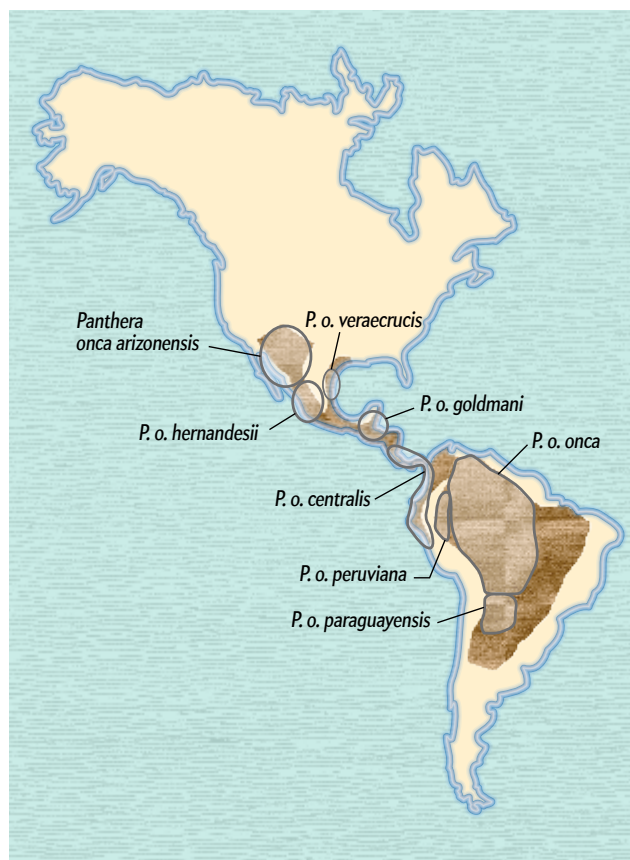 P. o. veraecrucis
Panthera
onca arizonensis
P. o. goldmani
P. o. hernandesii
P. o. onca
P. o. centralis
P. o. peruviana
P. o. paraguayensis